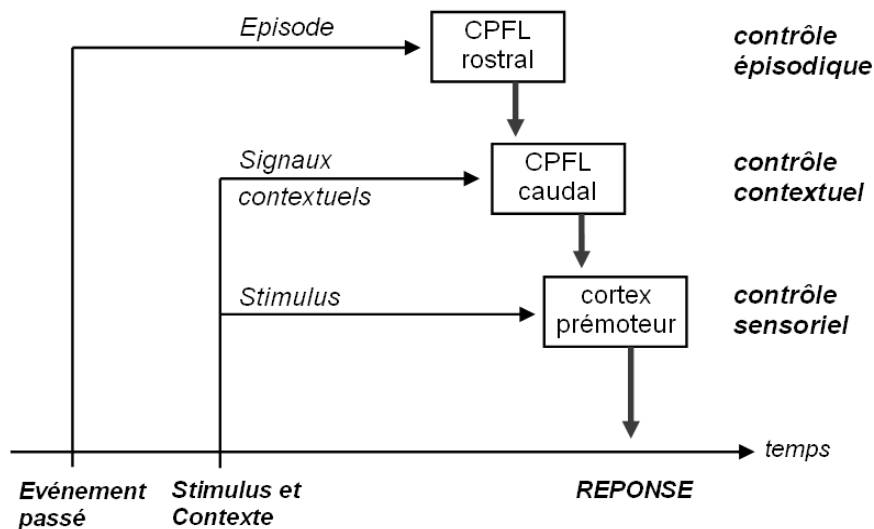 Episode
CPFL
rostral
contrôle
épisodique
Signaux
contextuels
CPFL
caudal
contrôle
contextuel
Stimulus
cortex
prémoteur
contrôle
sensoriel
temps
Evénement
passé
Stimulus et
Contexte
REPONSE